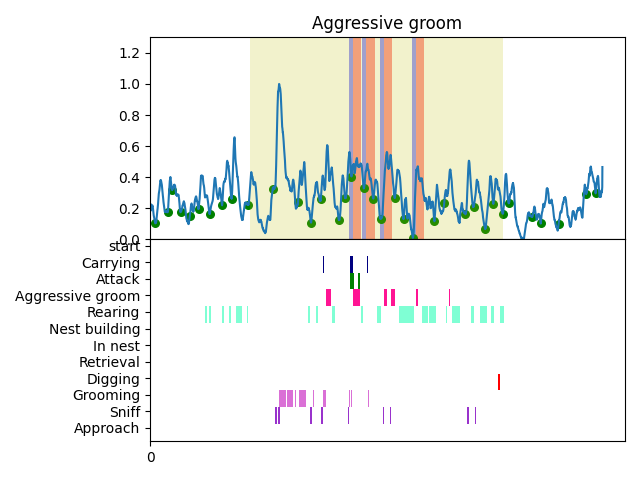 Aggressive groom
1.2
1.0
0.8
0.6
0.4
0.2
0.0
start
Carrying
Attack
Aggressive groom
Rearing
Nest building
In nest
Retrieval
Digging
Grooming
Sniff
Approach
0